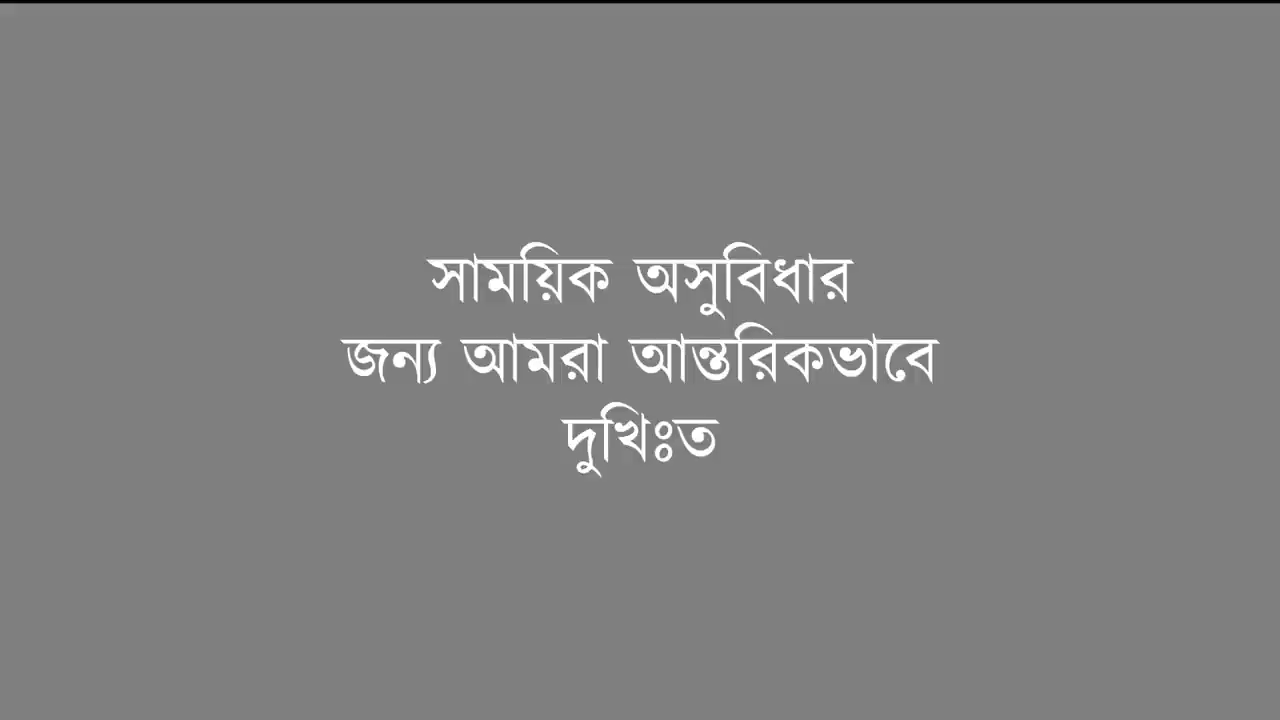 সাময়িক অসুবিধার
জন্য আমরা আন্তরিকভাবে
দুখিঃত